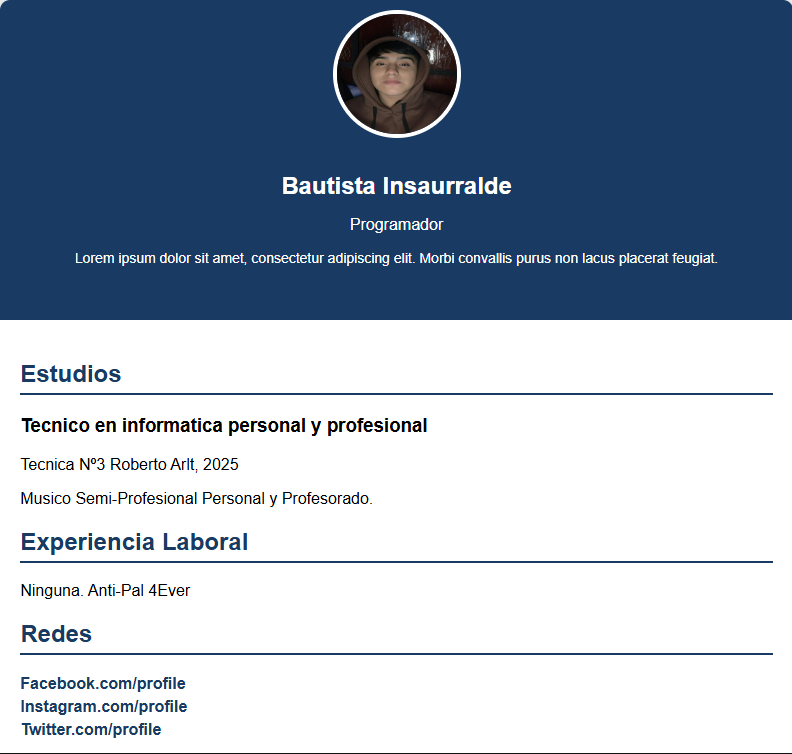 Bautista Insaurralde
Programador
Lorem ipsum dolor sit amet, consectetur adipiscing elit. Morbi convallis purus non lacus placerat feugiat.
Estudios
Tecnico en informatica personal y profesional
Tecnica Nº3 Roberto Arlt, 2025
Musico Semi-Profesional Personal y Profesorado.
Experiencia Laboral
Ninguna. Anti-Pal 4Ever
Redes
Facebook.com/profile
Instagram.com/profile
Twitter.com/profile